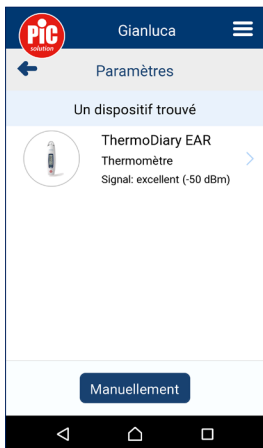 PiC
solution
Gianluca
Paramètres
Un dispositif trouvé
ThermoDiary EAR
Thermomètre
Signal: excellent (-50 dBm)
Manuellement